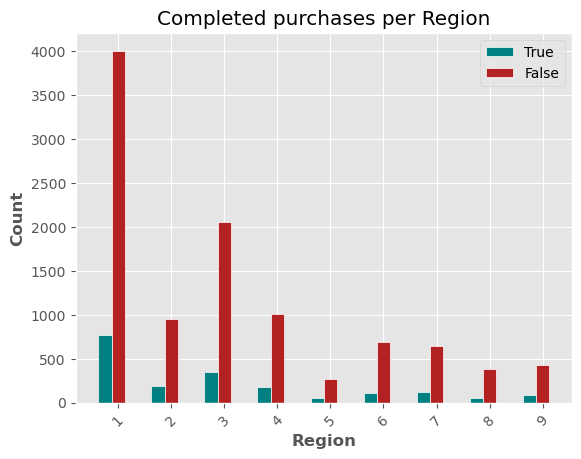 Completed purchases per Region
True
False
Count
4000
3500
3000
2500
2000
1500
1000
500
0
1 2 3 4 5 6 7 8 9
Region